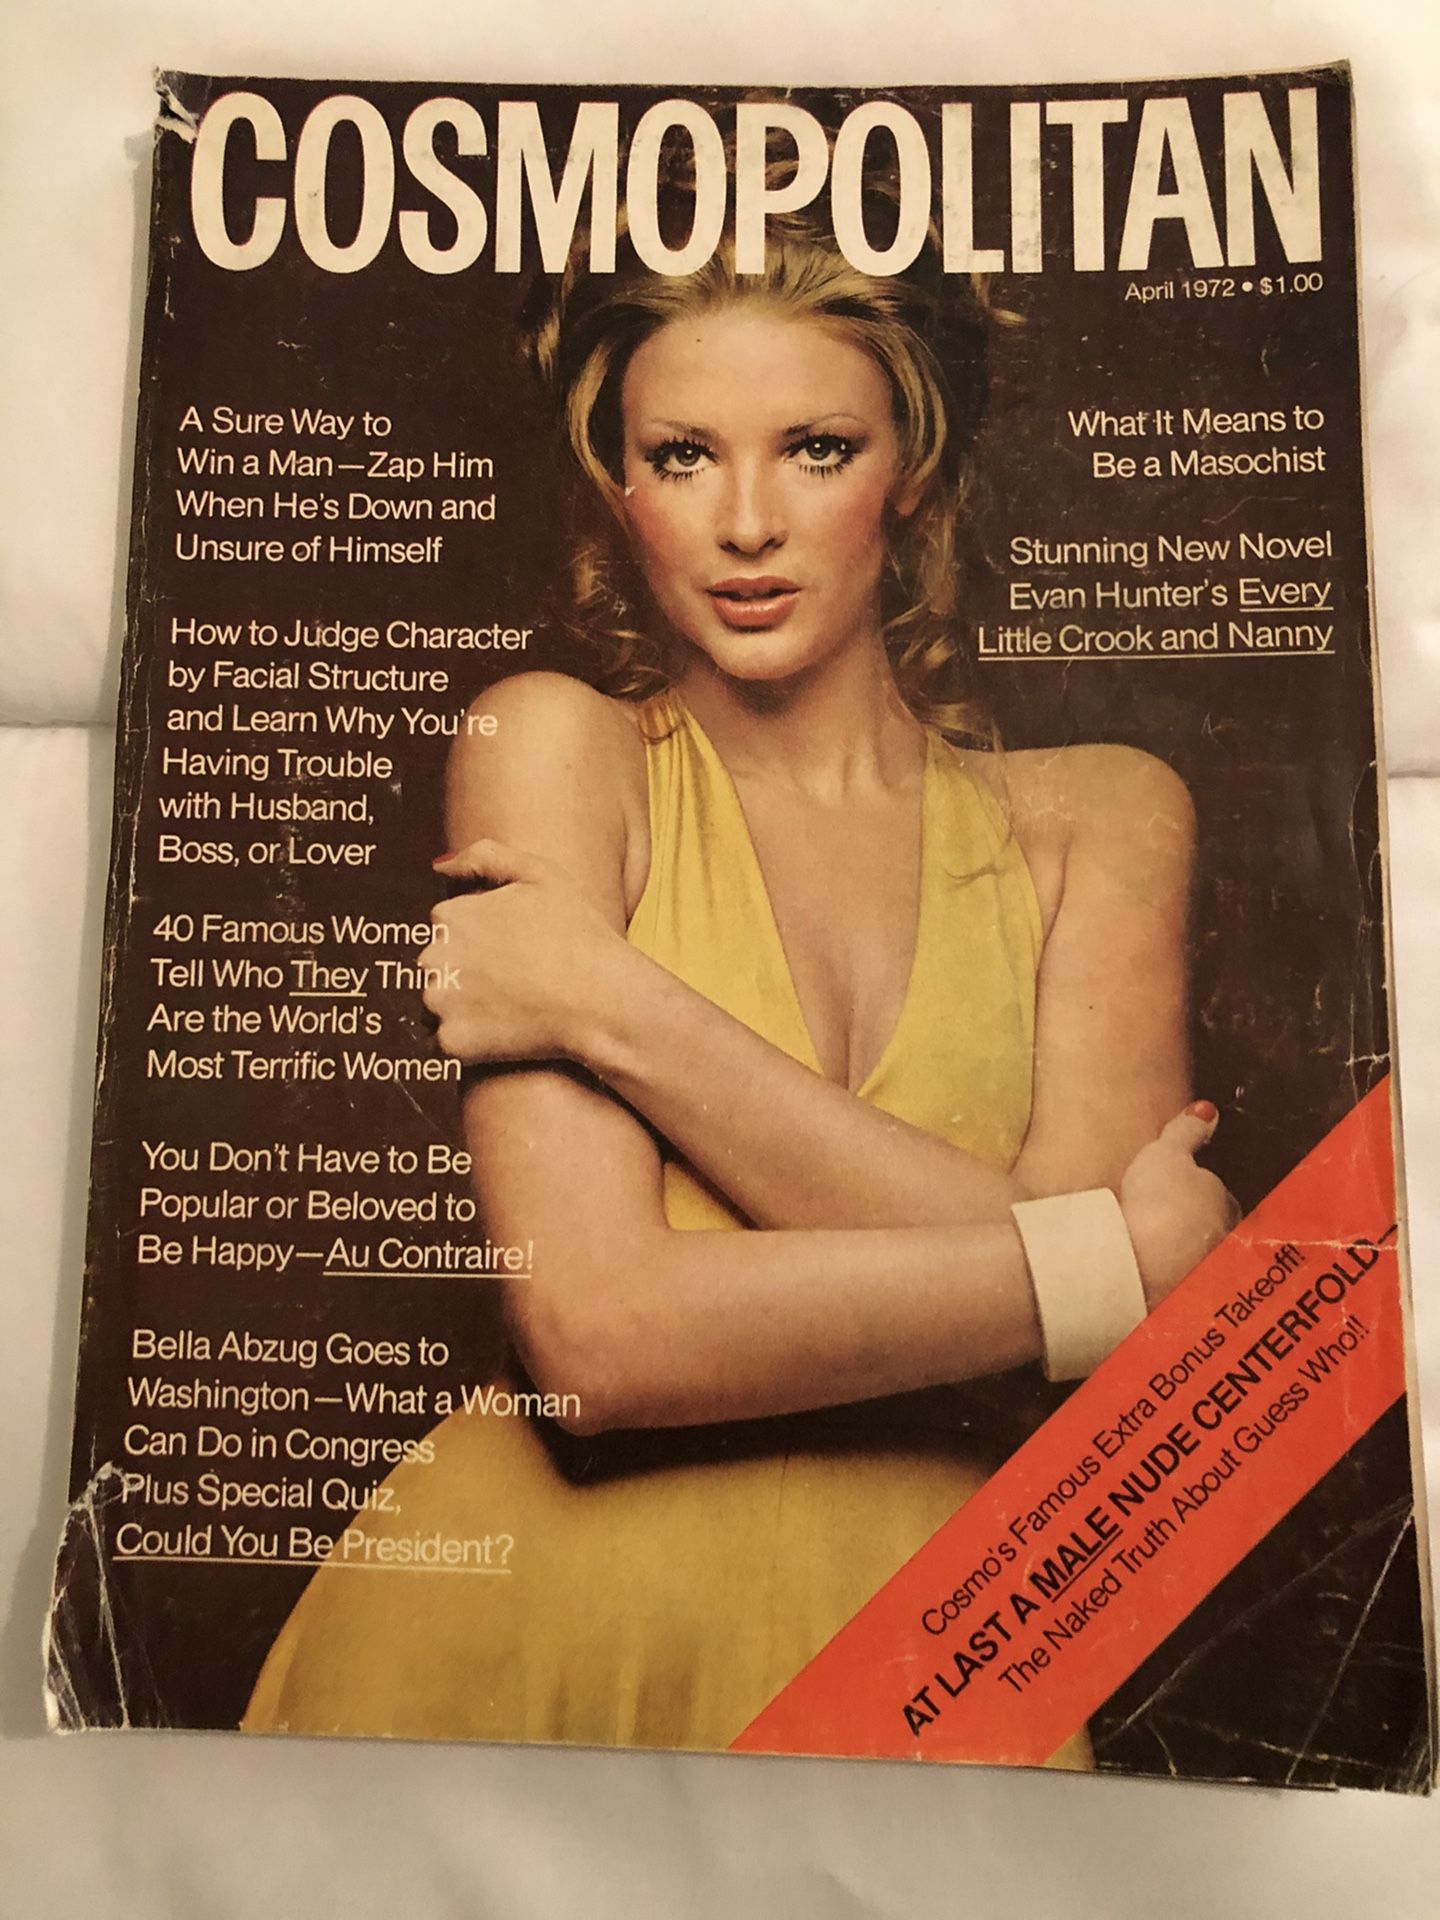 COSMOPOLITAN
April 1972 • $1.00
A Sure Way to
Win a Man—Zap Him
When He's Down and
Unsure of Himself
How to Judge Character
by Facial Structure
and Learn Why You're
Having Trouble
with Husband,
Boss, or Lover
40 Famous Women
Tell Who They Think
Are the World's
Most Terrific Women
You Don't Have to Be
Popular or Beloved to
Be Happy—Au Contraire!
Bella Abzug Goes to
Washington—What a Woman
Can Do in Congress
Plus Special Quiz,
Could You Be President?
What It Means to
Be a Masochist
Stunning New Novel
Evan Hunter's Every
Little Crook and Nanny
Cosmo's Famous Extra Bonus Takeoff!
AT LAST A MALE NUDE CENTERFOLD—
The Naked Truth About Guess Who!!